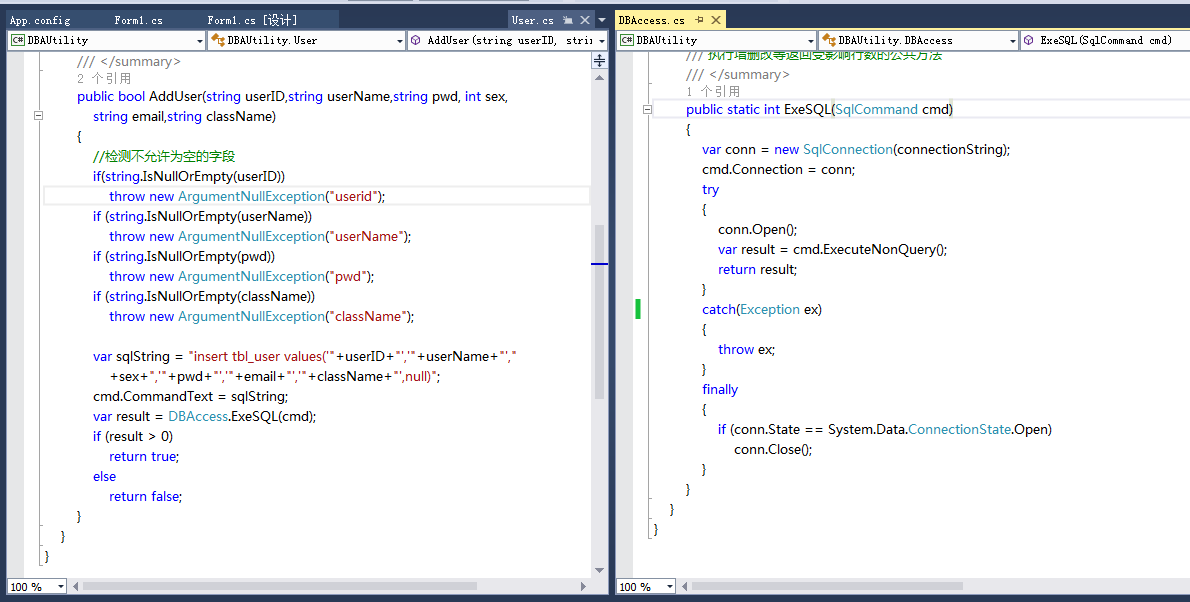 App.config Form1.cs Form1.cs [设计] User.cs
DBAUtility DBAUtility.User AddUser(string userID, stri
/// </summary>
2 个引用
public bool AddUser(string userID,string userName,string pwd, int sex,
string email,string className)
{
//检测不允许为空的字段
if(string.IsNullOrEmpty(userID))
throw new ArgumentNullException("userid");
if (string.IsNullOrEmpty(userName))
throw new ArgumentNullException("userName");
if (string.IsNullOrEmpty(pwd))
throw new ArgumentNullException("pwd");
if (string.IsNullOrEmpty(className))
throw new ArgumentNullException("className");
var sqlString = "insert tbl_user values('"+userID+"','"+userName+"',"
+sex+",'"+pwd+"','"+email+"','"+className+"',null)";
cmd.CommandText = sqlString;
var result = DBAccess.ExeSQL(cmd);
if (result > 0)
return true;
else
return false;
}
}
}
100 %
DBAccess.cs
DBAUtility DBAUtility.DBAccess ExeSQL(SqlCommand cmd)
/// 执行增删改等返回受影响行数的公共方法
/// </summary>
1 个引用
public static int ExeSQL(SqlCommand cmd)
{
var conn = new SqlConnection(connectionString);
cmd.Connection = conn;
try
{
conn.Open();
var result = cmd.ExecuteNonQuery();
return result;
}
catch(Exception ex)
{
throw ex;
}
finally
{
if (conn.State == System.Data.ConnectionState.Open)
conn.Close();
}
}
}
}
100 %